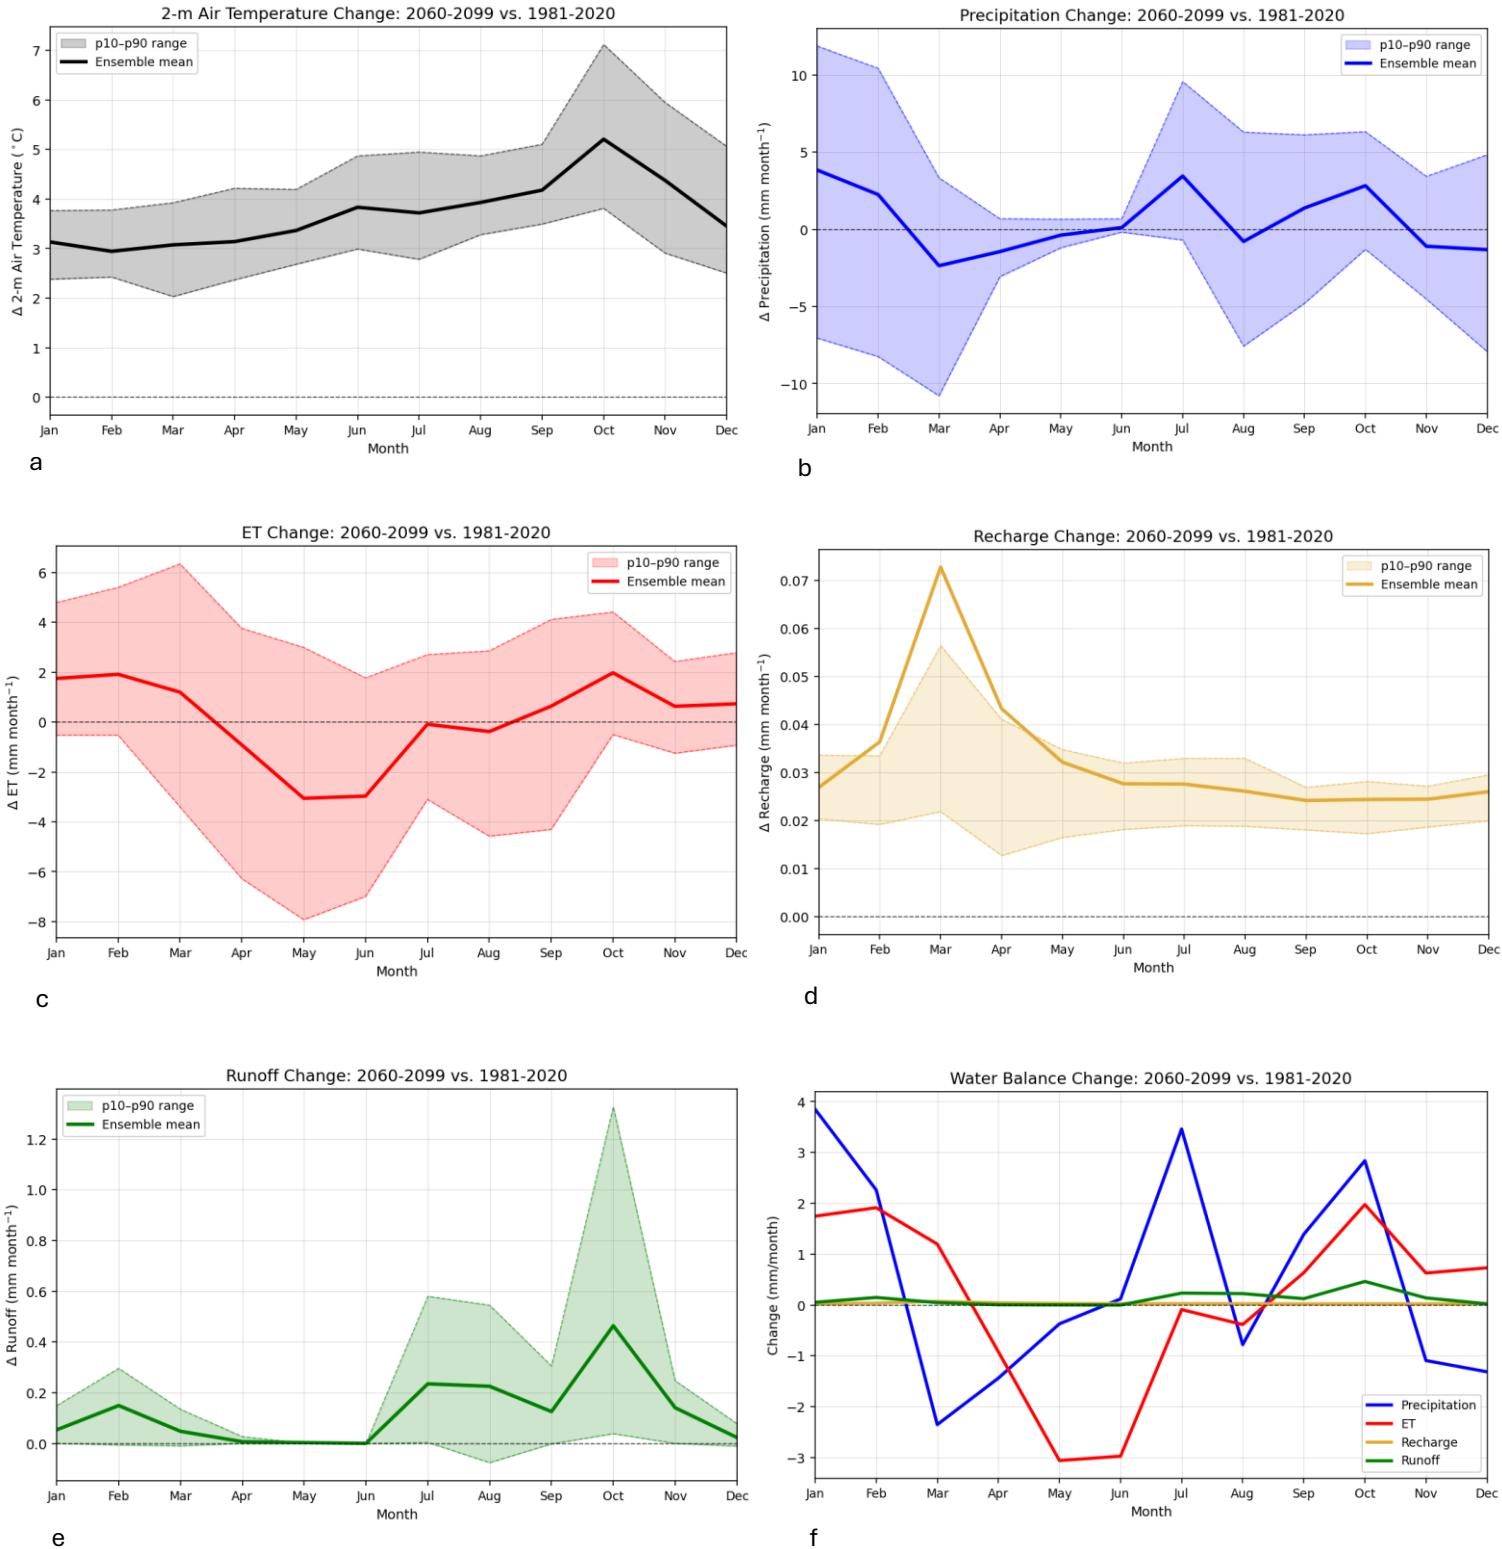 2-m Air Temperature Change: 2060-2099 vs. 1981-2020
p10–p90 range
Ensemble mean
Δ 2-m Air Temperature (°C)
7
6
5
4
3
2
1
0
Jan Feb Mar Apr May Jun Jul Aug Sep Oct Nov Dec
Month
a
Precipitation Change: 2060-2099 vs. 1981-2020
p10–p90 range
Ensemble mean
Δ Precipitation (mm month⁻¹)
10
5
0
−5
−10
Jan Feb Mar Apr May Jun Jul Aug Sep Oct Nov Dec
Month
b
ET Change: 2060-2099 vs. 1981-2020
p10–p90 range
Ensemble mean
Δ ET (mm month⁻¹)
6
4
2
0
−2
−4
−6
−8
Jan Feb Mar Apr May Jun Jul Aug Sep Oct Nov Dec
Month
c
Recharge Change: 2060-2099 vs. 1981-2020
p10–p90 range
Ensemble mean
Δ Recharge (mm month⁻¹)
0.07
0.06
0.05
0.04
0.03
0.02
0.01
0.00
Jan Feb Mar Apr May Jun Jul Aug Sep Oct Nov Dec
Month
d
Runoff Change: 2060-2099 vs. 1981-2020
p10–p90 range
Ensemble mean
Δ Runoff (mm month⁻¹)
1.2
1.0
0.8
0.6
0.4
0.2
0.0
Jan Feb Mar Apr May Jun Jul Aug Sep Oct Nov Dec
Month
e
Water Balance Change: 2060-2099 vs. 1981-2020
Change (mm/month)
4
3
2
1
0
−1
−2
−3
Precipitation
ET
Recharge
Runoff
Jan Feb Mar Apr May Jun Jul Aug Sep Oct Nov Dec
Month
f